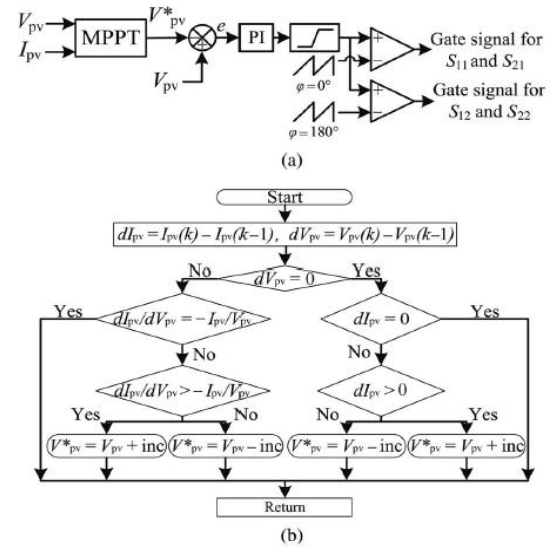 V*pv
Vpv
Ipv
MPPT
e
PI
Vpv
φ=0°
φ=180°
+
−
+
−
Gate signal for
S11 and S21
Gate signal for
S12 and S22
(a)
Start
dIpv = Ipv(k) – Ipv(k–1), dVpv = Vpv(k) – Vpv(k–1)
No dVpv = 0 Yes
Yes dIpv/dVpv = – Ipv/Vpv dIpv = 0 Yes
No No
dIpv/dVpv > – Ipv/Vpv dIpv > 0
Yes No No Yes
V*pv = Vpv + inc V*pv = Vpv – inc V*pv = Vpv – inc V*pv = Vpv + inc
Return
(b)